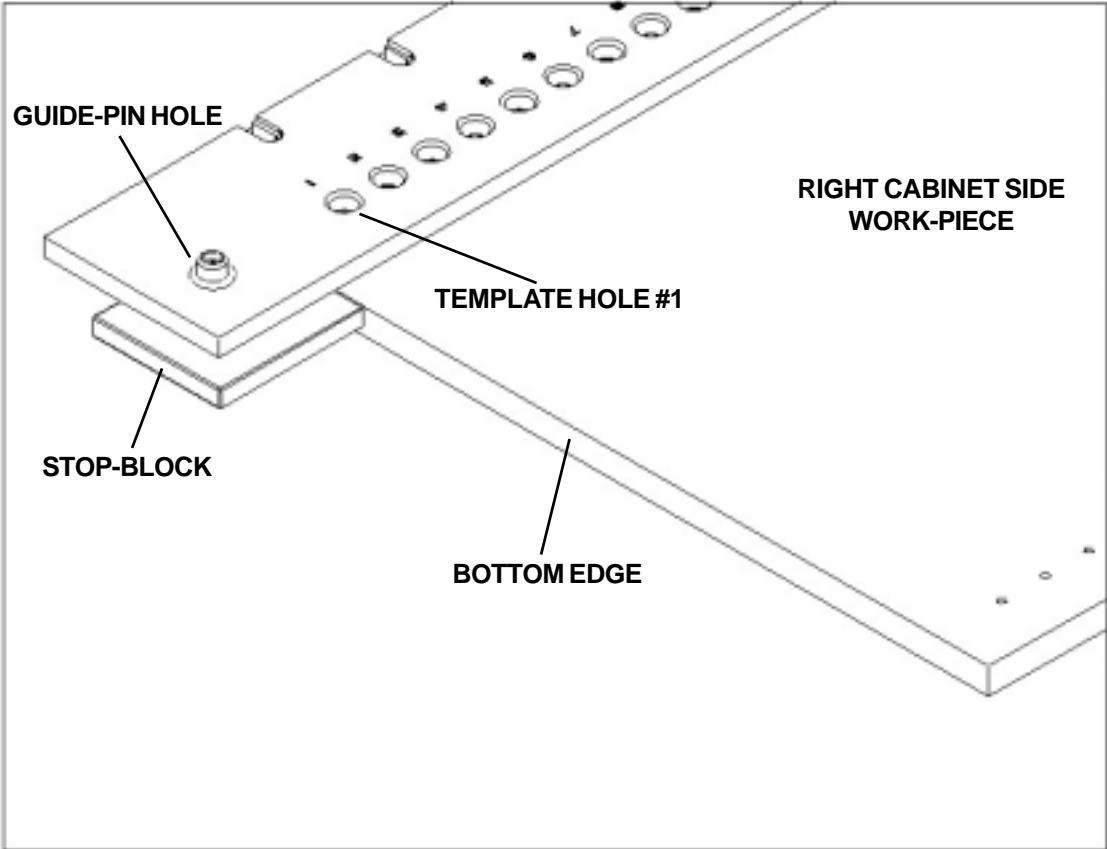 GUIDE-PIN HOLE
RIGHT CABINET SIDE
WORK-PIECE
TEMPLATE HOLE #1
STOP-BLOCK
BOTTOM EDGE